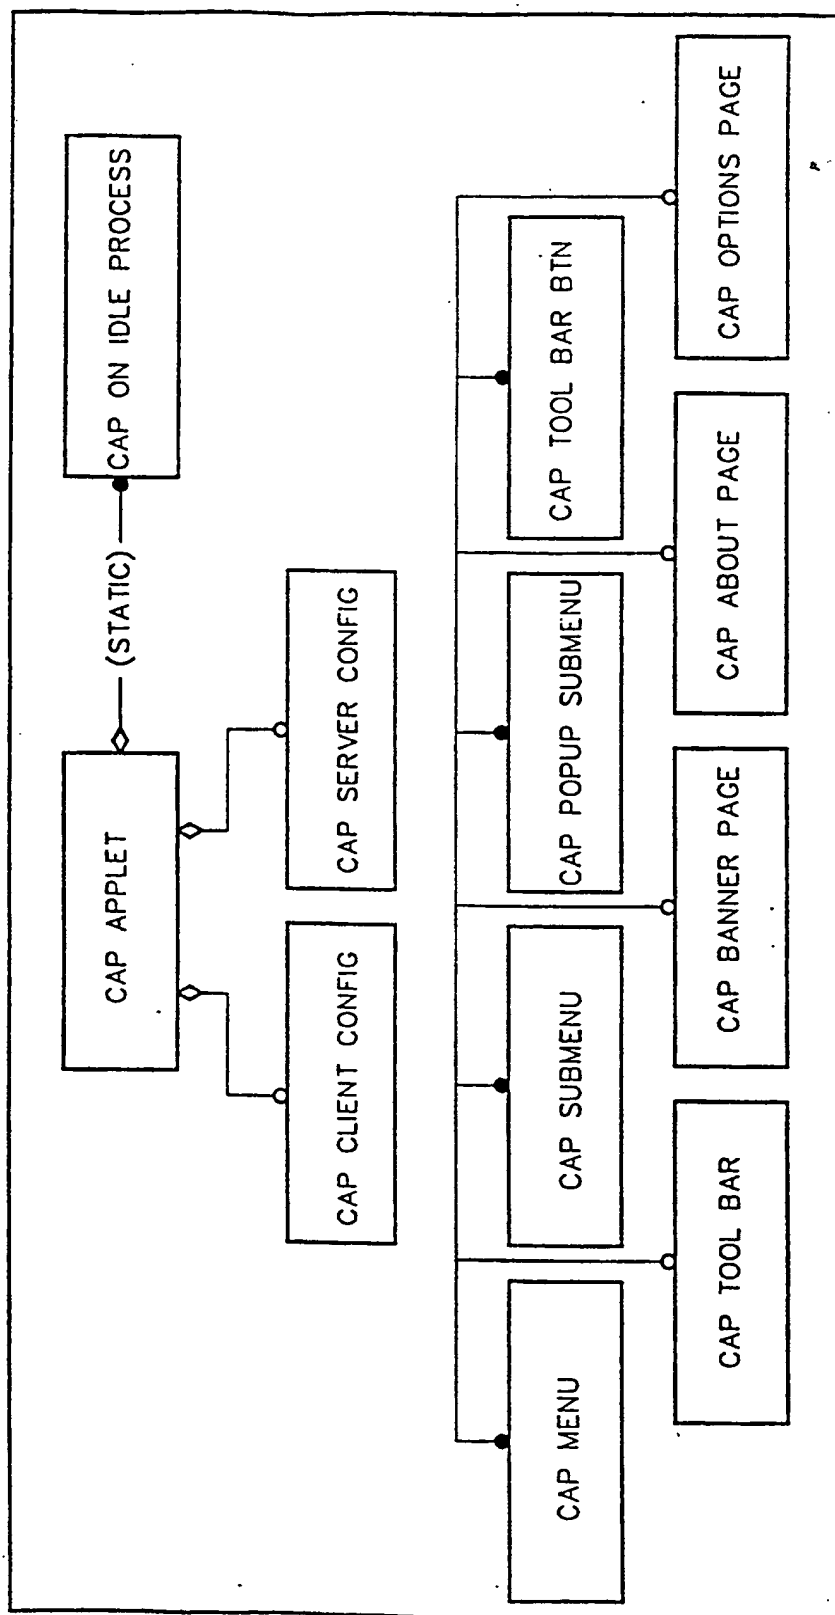 CAP APPLET
(STATIC)
CAP ON IDLE PROCESS
CAP CLIENT CONFIG
CAP SERVER CONFIG
CAP MENU
CAP SUBMENU
CAP POPUP SUBMENU
CAP TOOL BAR BTN
CAP TOOL BAR
CAP BANNER PAGE
CAP ABOUT PAGE
CAP OPTIONS PAGE